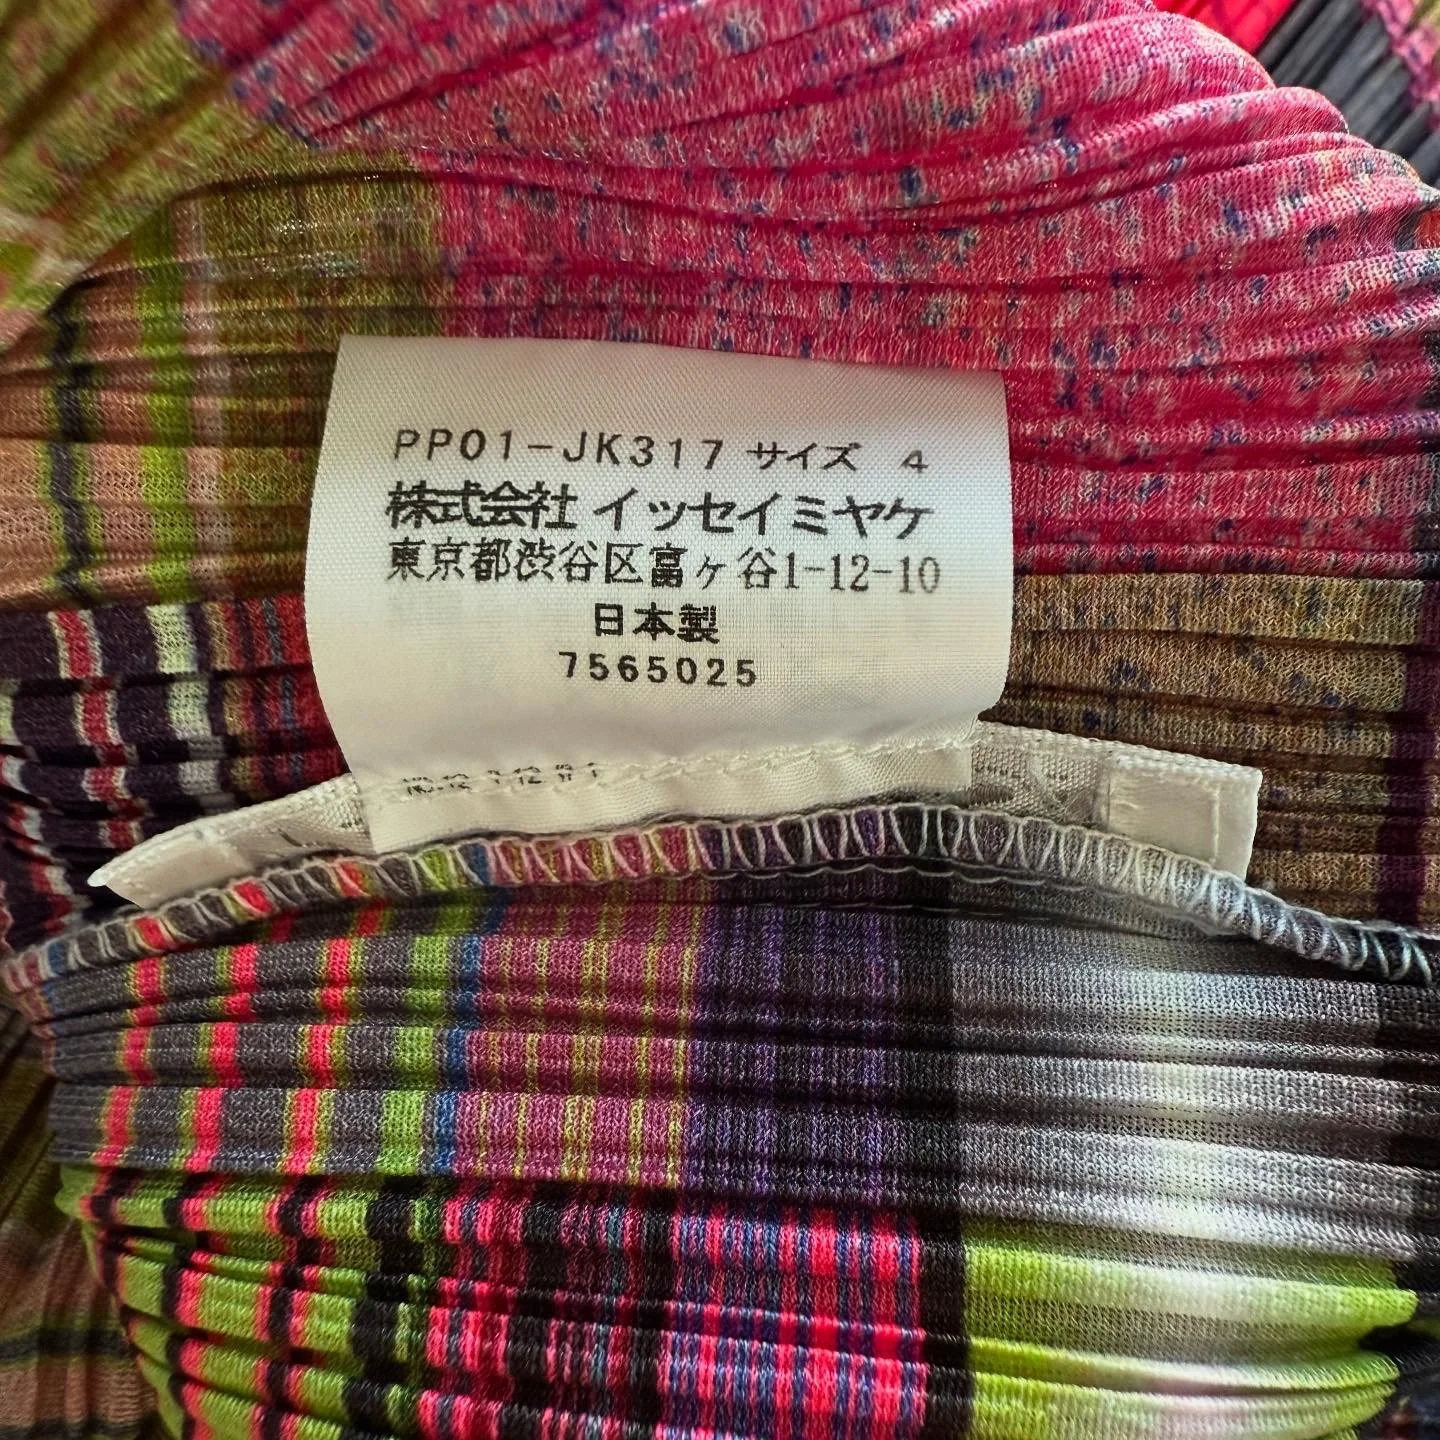 PP01-JK317 サイズ 4
株式会社 イッセイミヤケ
東京都渋谷区富ヶ谷1-12-10
日本製
7565025